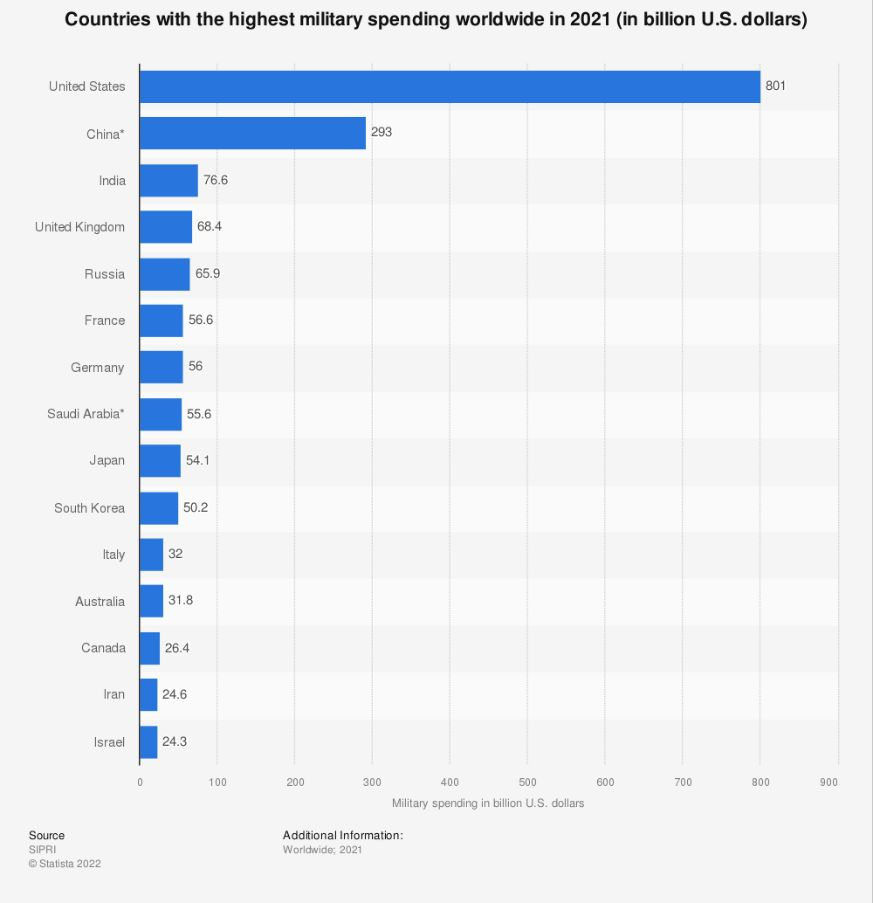 Countries with the highest military spending worldwide in 2021 (in billion U.S. dollars)
United States 801
China* 293
India 76.6
United Kingdom 68.4
Russia 65.9
France 56.6
Germany 56
Saudi Arabia* 55.6
Japan 54.1
South Korea 50.2
Italy 32
Australia 31.8
Canada 26.4
Iran 24.6
Israel 24.3
0 100 200 300 400 500 600 700 800 900
Military spending in billion U.S. dollars
Source
SIPRI
© Statista 2022
Additional Information:
Worldwide; 2021